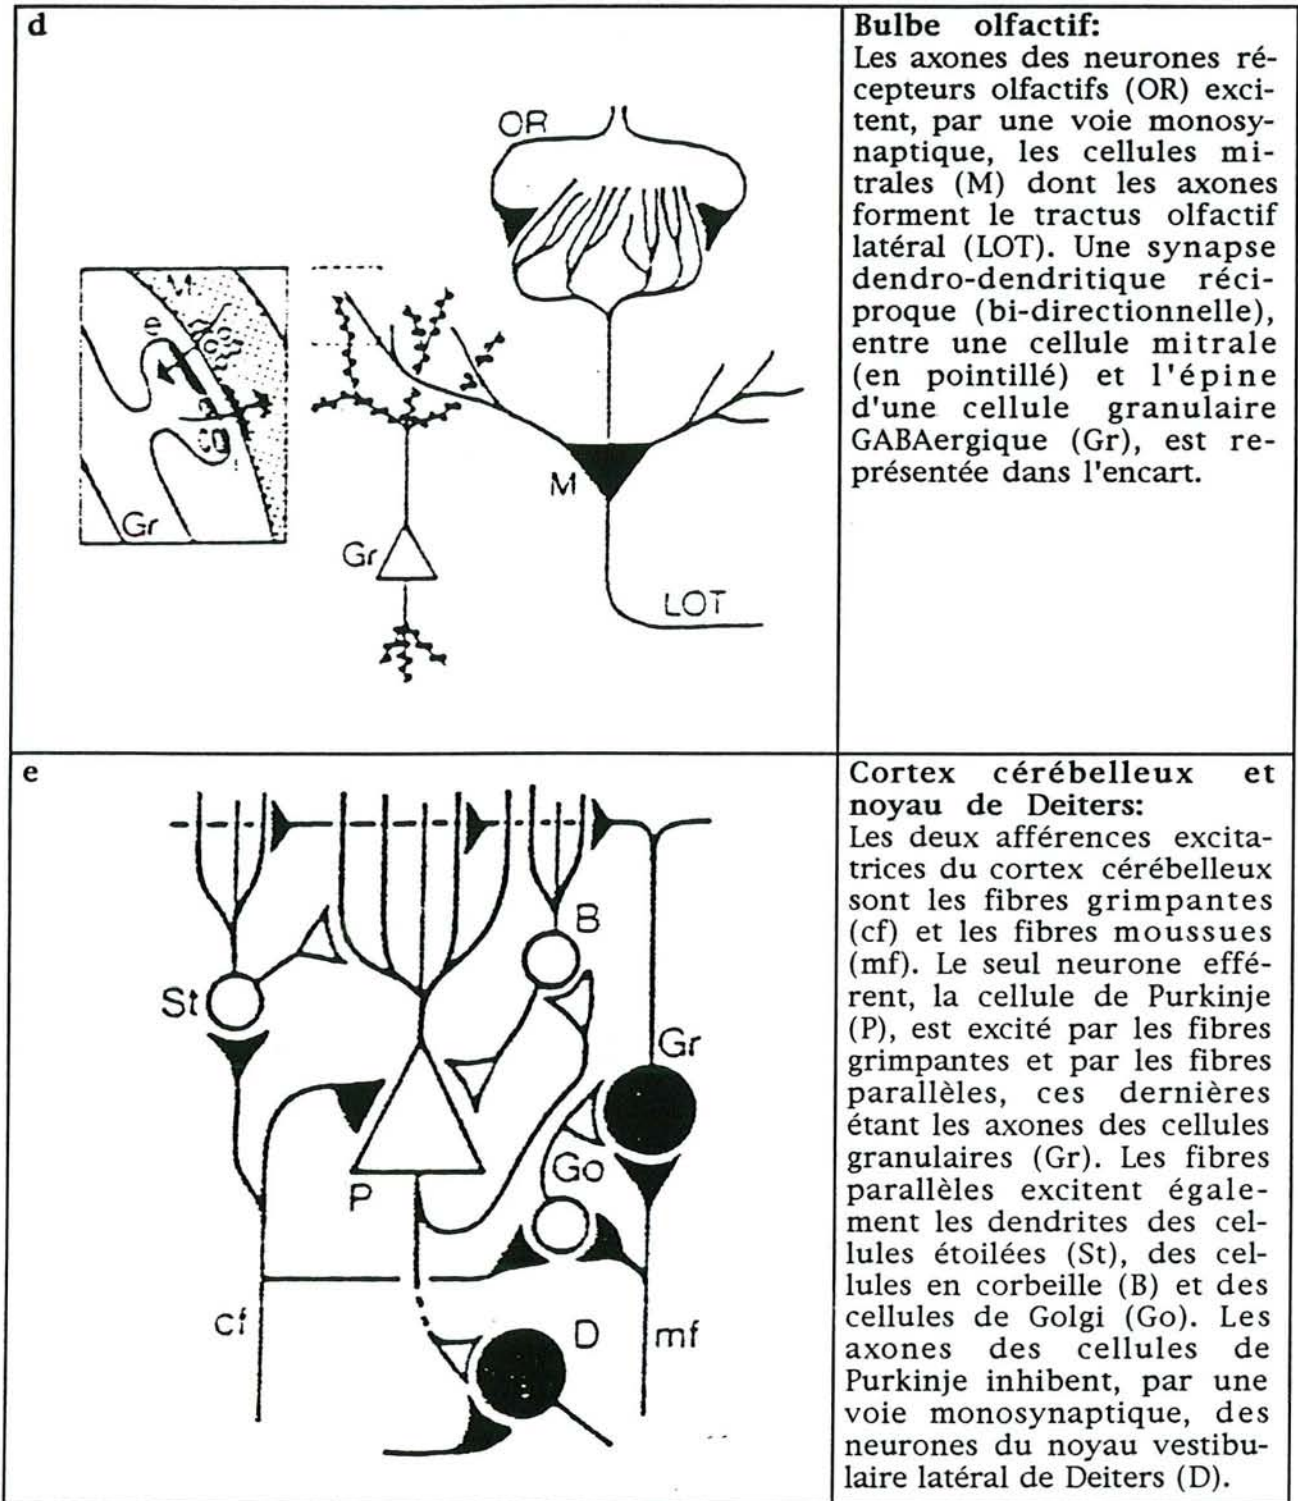 d
OR
M
e
Gr
Gr
M
LOT
Bulbe olfactif:
Les axones des neurones ré-
cepteurs olfactifs (OR) exci-
tent, par une voie monosy-
naptique, les cellules mi-
trales (M) dont les axones
forment le tractus olfactif
latéral (LOT). Une synapse
dendro-dendritique réci-
proque (bi-directionnelle),
entre une cellule mitrale
(en pointillé) et l'épine
d'une cellule granulaire
GABAergique (Gr), est re-
présentée dans l'encart.
e
B
St
Gr
Go
P
cf
D
mf
Cortex cérébelleux et
noyau de Deiters:
Les deux afférences excita-
trices du cortex cérébelleux
sont les fibres grimpantes
(cf) et les fibres moussues
(mf). Le seul neurone effé-
rent, la cellule de Purkinje
(P), est excité par les fibres
grimpantes et par les fibres
parallèles, ces dernières
étant les axones des cellules
granulaires (Gr). Les fibres
parallèles excitent égale-
ment les dendrites des cel-
lules étoilées (St), des cel-
lules en corbeille (B) et des
cellules de Golgi (Go). Les
axones des cellules de
Purkinje inhibent, par une
voie monosynaptique, des
neurones du noyau vestibu-
laire latéral de Deiters (D).